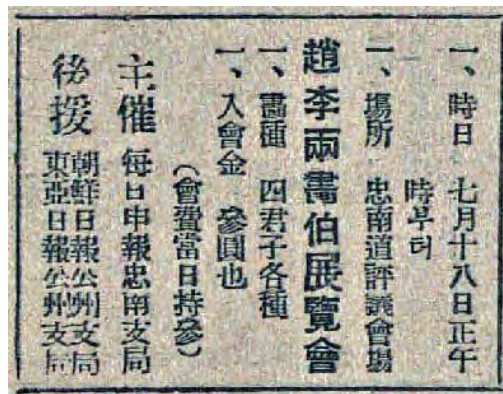 一、時日 七月十八日正午
時부터
一、場所 忠南道評議會場
趙李兩畵伯展覽會
一、畵種 四君子各種
一、入會金 參圓也
(會費當日持參)
主催 每日申報忠南支局
後援 朝鮮日報公州支局
東亞日報公州支局